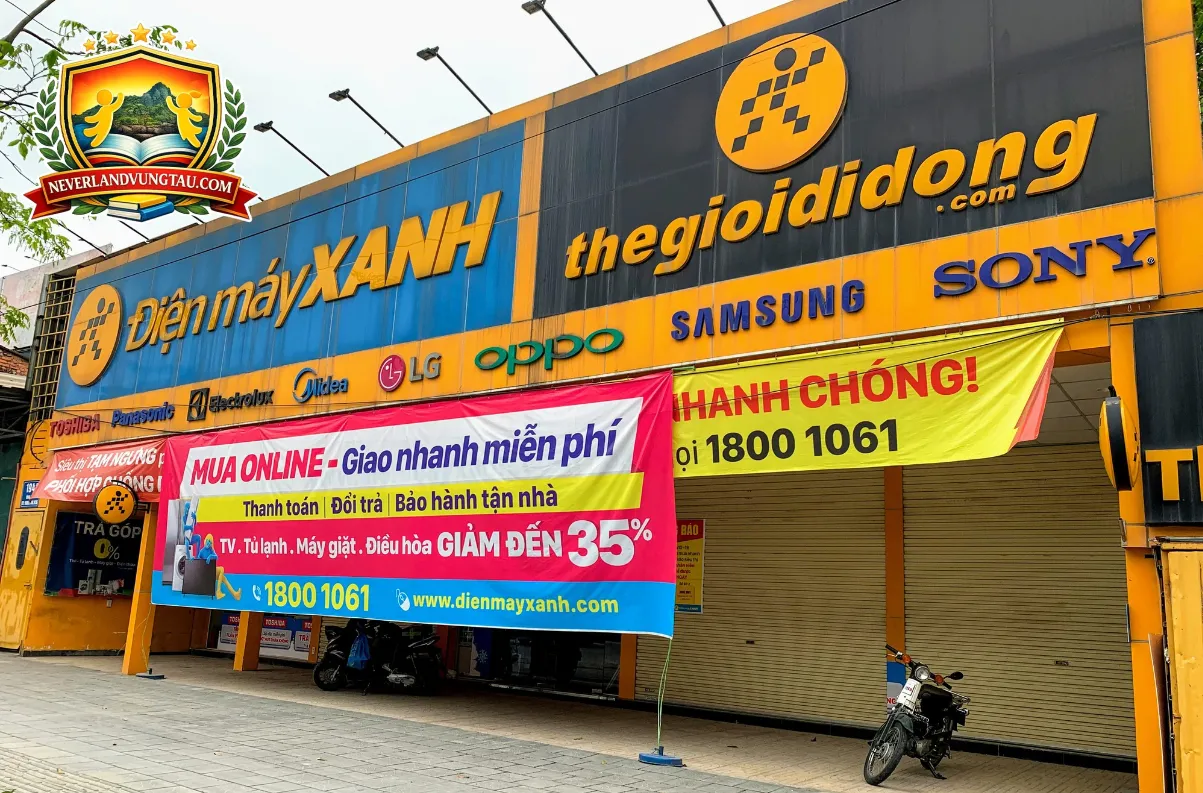 NEVERLANDVUNGTAU.COM
Điện máy XANH
thegioididong
.com
TOSHIBA
Panasonic
Electrolux
Midea
LG
oppo
SAMSUNG
SONY
Siêu thị TẠM NGƯNG
PHỐI HỢP CHỐNG
NHANH CHÓNG!
ọi 1800 1061
MUA ONLINE - Giao nhanh miễn phí
Thanh toán | Đổi trả | Bảo hành tận nhà
TV . Tủ lạnh . Máy giặt . Điều hòa GIẢM ĐẾN 35%
1800 1061 www.dienmayxanh.com
TRẢ GÓP
0%
BÁO
TOSHIBA
TOSHIBA
T